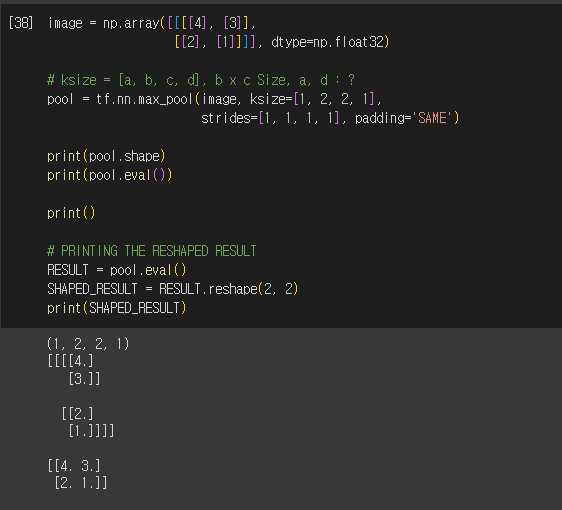 [38] image = np.array([[[[4], [3]],
[[2], [1]]]], dtype=np.float32)
# ksize = [a, b, c, d], b x c Size, a, d : ?
pool = tf.nn.max_pool(image, ksize=[1, 2, 2, 1],
strides=[1, 1, 1, 1], padding='SAME')
print(pool.shape)
print(pool.eval())
print()
# PRINTING THE RESHAPED RESULT
RESULT = pool.eval()
SHAPED_RESULT = RESULT.reshape(2, 2)
print(SHAPED_RESULT)
(1, 2, 2, 1)
[[[[4.]
[3.]]
[[2.]
[1.]]]]
[[4. 3.]
[2. 1.]]